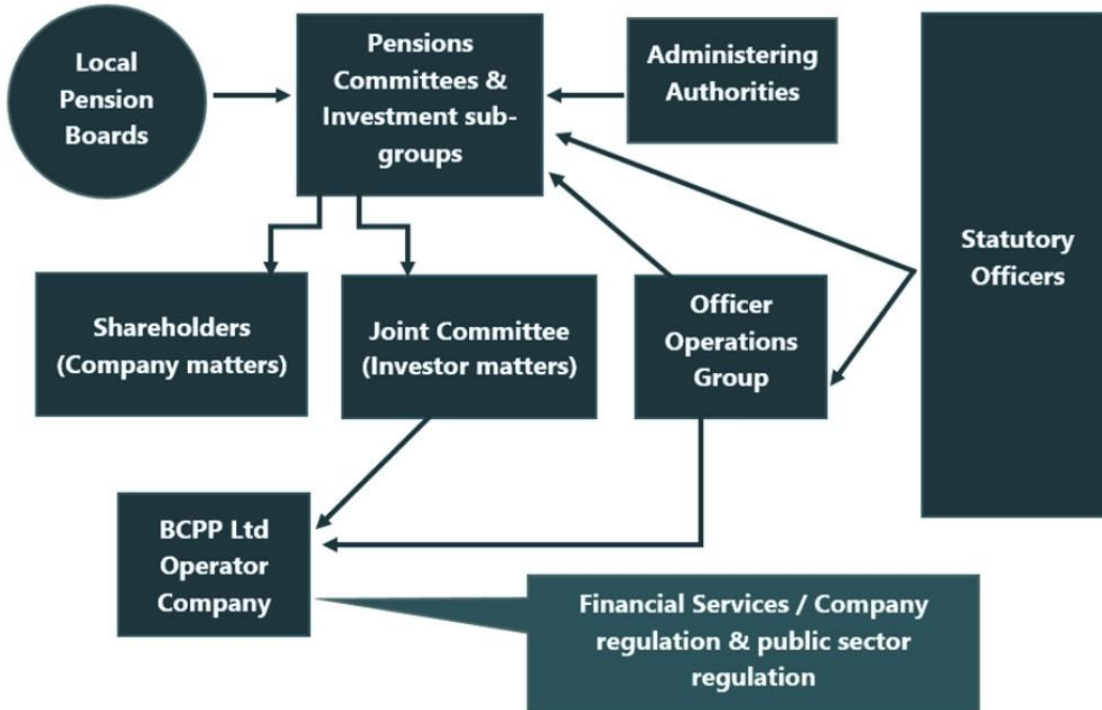 Local
Pension
Boards
Pensions
Committees &
Investment sub-
groups
Administering
Authorities
Statutory
Officers
Shareholders
(Company matters)
Joint Committee
(Investor matters)
Officer
Operations
Group
BCPP Ltd
Operator
Company
Financial Services / Company
regulation & public sector
regulation